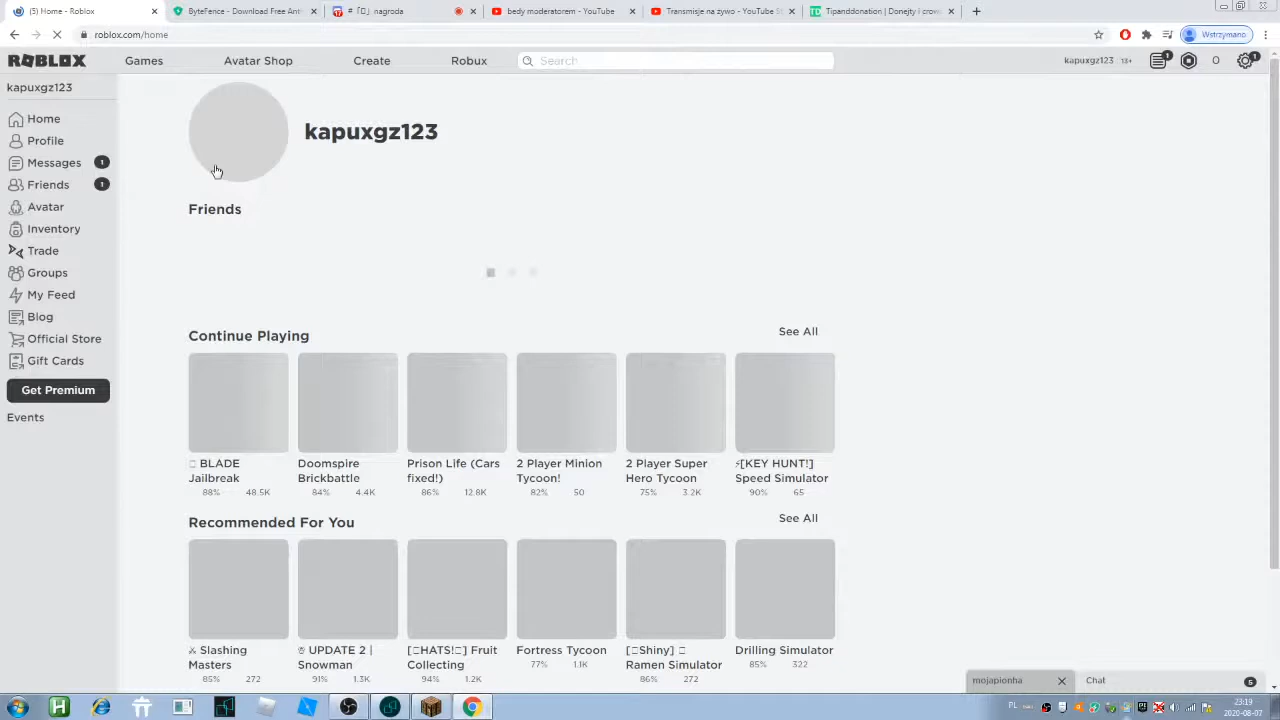 (5) Home - Roblox
ByteFence - Download Free Ant
nagroda
bedy moderatorem - YouTube
Transmisje na żywo - YouTube St
Tipanddonation | Donejty i crow
roblox.com/home
Wstrzymano
ROBLOX
Games
Avatar Shop
Create
Robux
Search
kapuxgz123
13+
1
0
1
kapuxgz123
Home
Profile
Messages 1
Friends 1
Avatar
Inventory
Trade
Groups
My Feed
Blog
Official Store
Gift Cards
Get Premium
Events
kapuxgz123
Friends
Continue Playing
See All
BLADE
Jailbreak
88% 48.5K
Doomspire
Brickbattle
84% 4.4K
Prison Life (Cars
fixed!)
86% 12.8K
2 Player Minion
Tycoon!
82% 50
2 Player Super
Hero Tycoon
75% 3.2K
⚡[KEY HUNT!]
Speed Simulator
90% 65
Recommended For You
See All
⚔ Slashing
Masters
85% 272
UPDATE 2 |
Snowman
91% 1.3K
[HATS!] Fruit
Collecting
94% 1.2K
Fortress Tycoon
77% 1.1K
[Shiny]
Ramen Simulator
86% 272
Drilling Simulator
85% 322
mojapionha
Chat
5
PL
23:19
2020-08-07